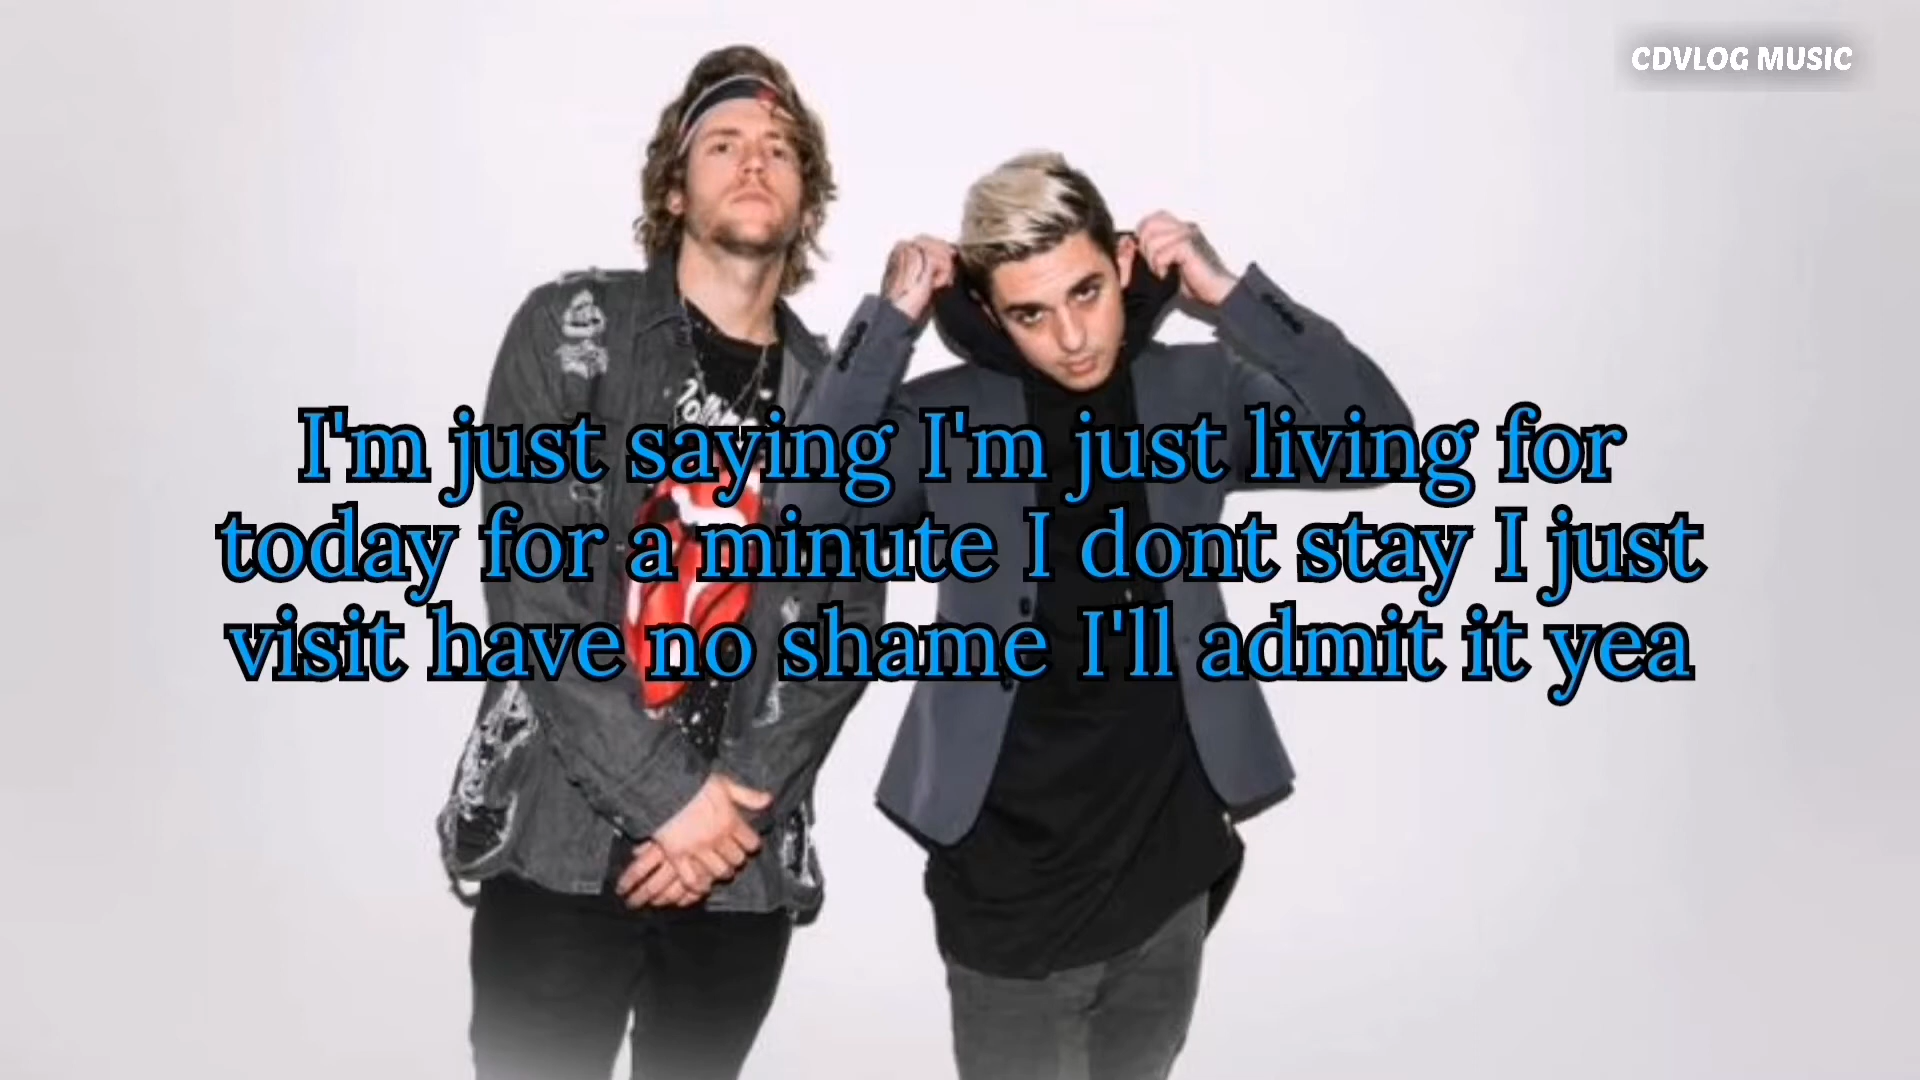 CDVLOG MUSIC
I'm just saying I'm just living for
today for a minute I dont stay I just
visit have no shame I'll admit it yea